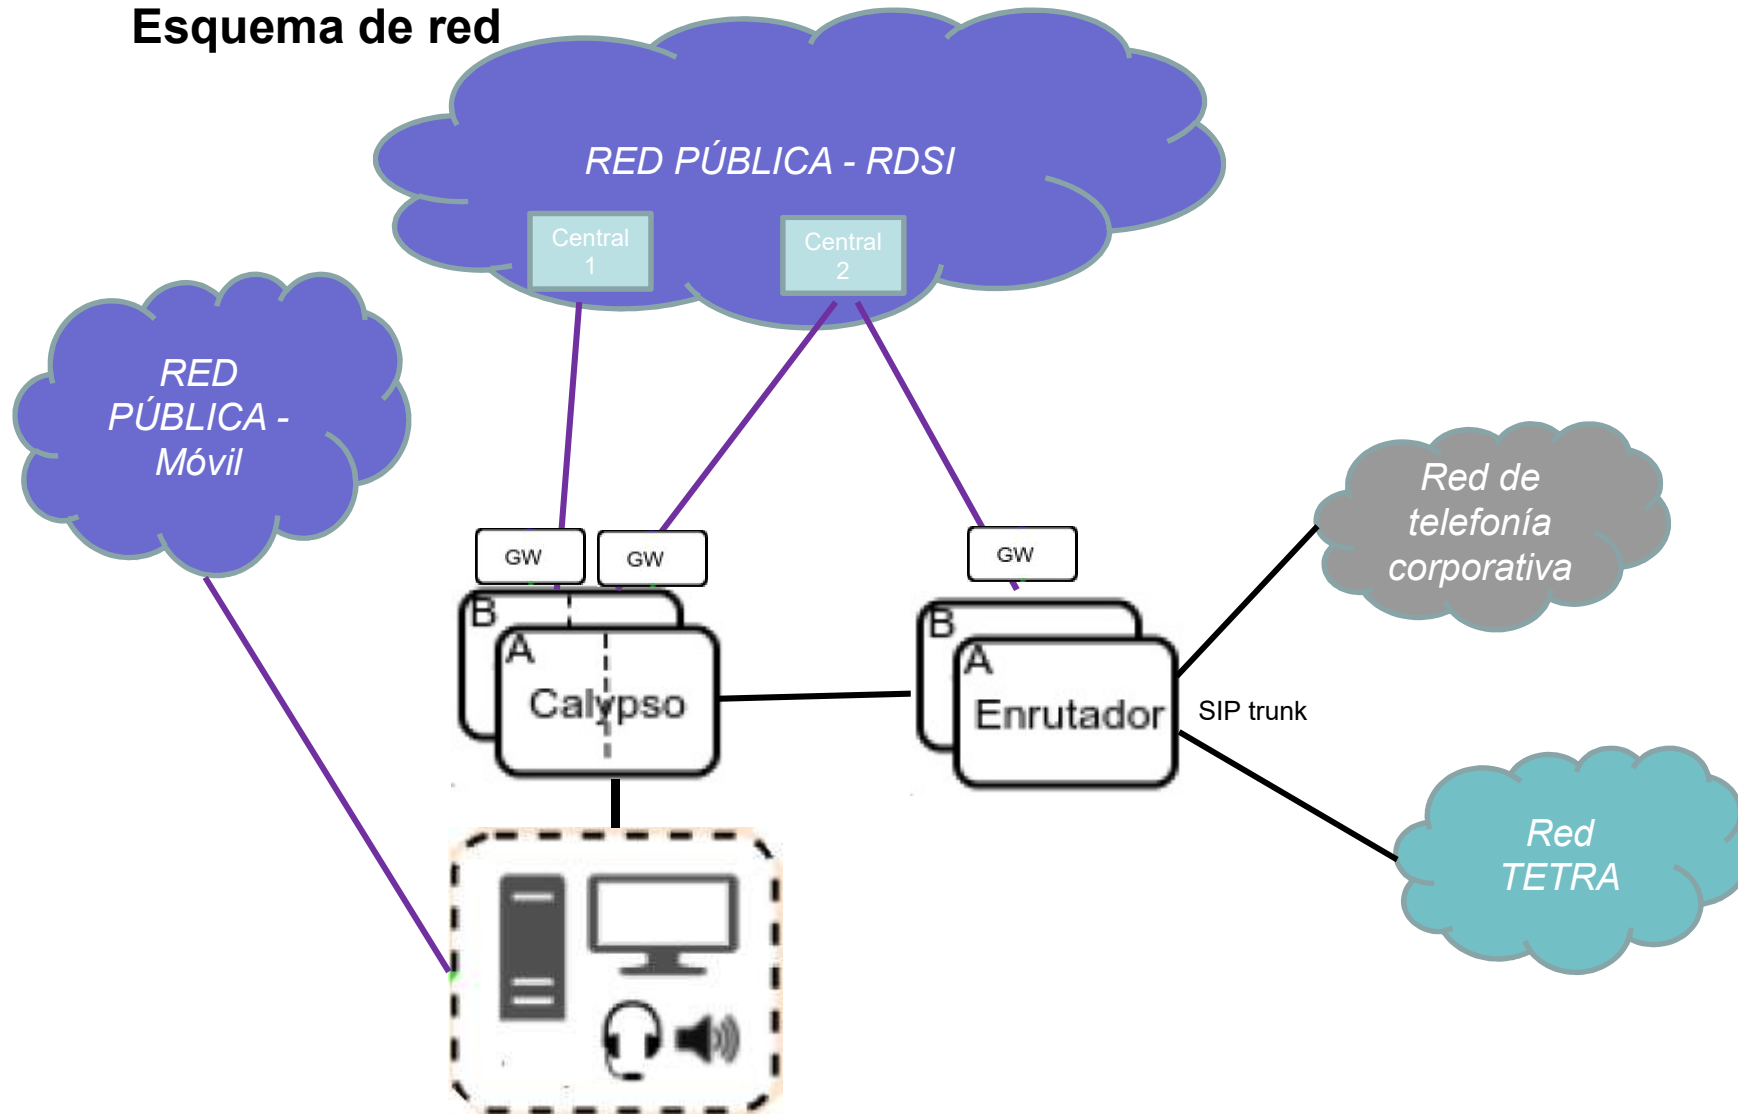 Esquema de red
RED PÚBLICA - RDSI
Central
1
Central
2
RED
PÚBLICA -
Móvil
GW
GW
GW
Red de
telefonía
corporativa
B
A
Calypso
B
A
Enrutador
SIP trunk
Red
TETRA